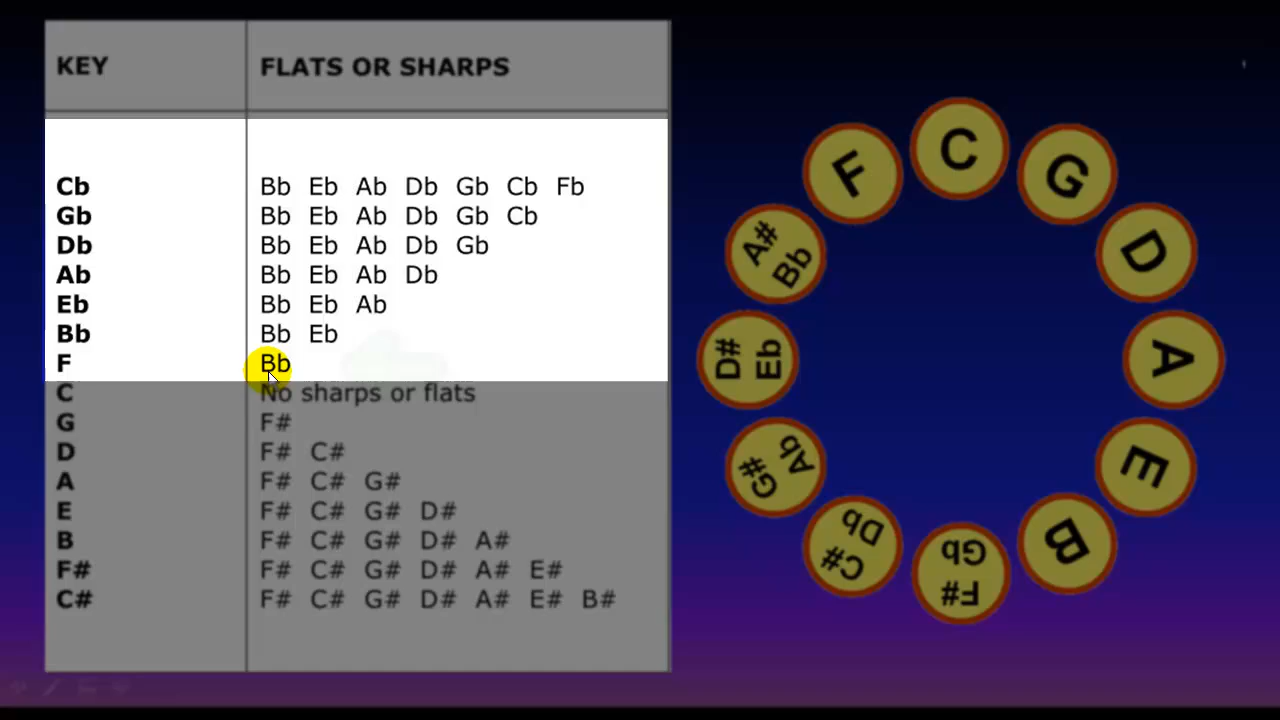 KEY FLATS OR SHARPS
Cb Bb Eb Ab Db Gb Cb Fb
Gb Bb Eb Ab Db Gb Cb
Db Bb Eb Ab Db Gb
Ab Bb Eb Ab Db
Eb Bb Eb Ab
Bb Bb Eb
F Bb
C No sharps or flats
G F#
D F# C#
A F# C# G#
E F# C# G# D#
B F# C# G# D# A#
F# F# C# G# D# A# E#
C# F# C# G# D# A# E# B#
C
G
D
A
E
B
F#
Gb
C#
Db
G#
Ab
D#
Eb
A#
Bb
F